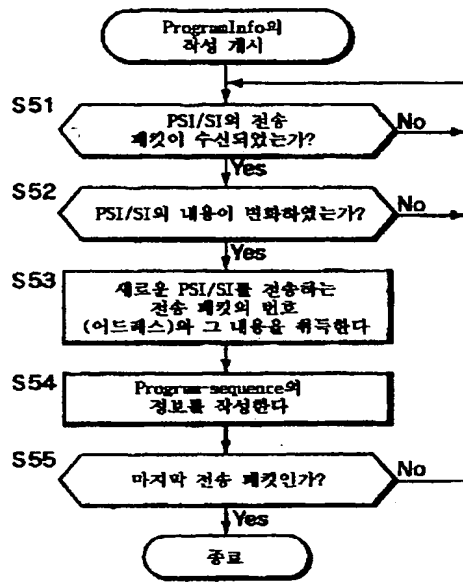 ProgramInfo의
작성 개시
S51
PSI/SI의 전송
패킷이 수신되었는가?
No
Yes
S52
PSI/SI의 내용이 변화하였는가?
No
Yes
S53
새로운 PSI/SI를 전송하는
전송 패킷의 번호
(어드레스)와 그 내용을 취득한다
S54
Program-sequence의
정보를 작성한다
S55
마지막 전송 패킷인가?
No
Yes
종료